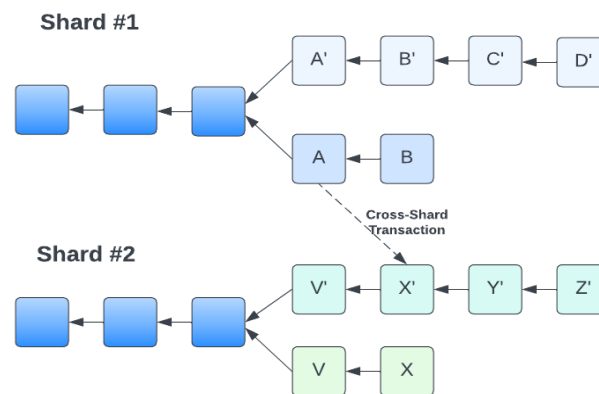 Shard #1
A' B' C' D'
A B
Cross-Shard
Transaction
Shard #2
V' X' Y' Z'
V X